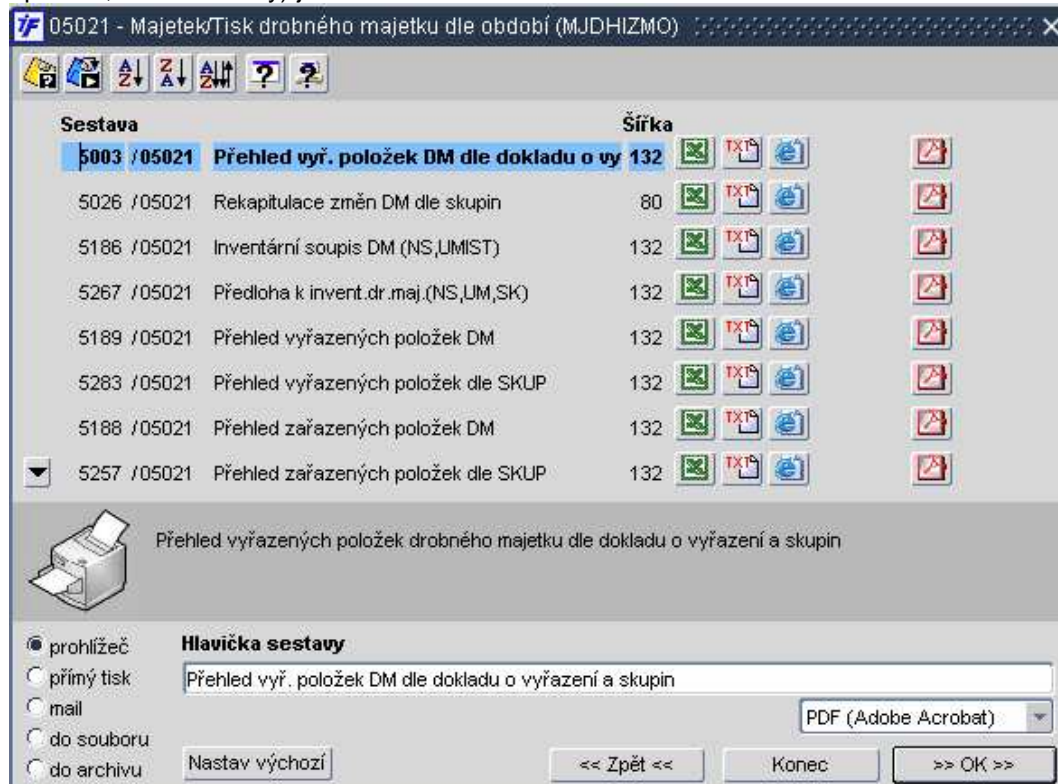 05021 - Majetek/Tisk drobného majetku dle období (MJDHIZMO)
Sestava Šířka
5003 /05021 Přehled vyř. položek DM dle dokladu o vy 132
5026 /05021 Rekapitulace změn DM dle skupin 80
5186 /05021 Inventární soupis DM (NS,UMIST) 132
5267 /05021 Předloha k invent.dr.maj.(NS,UM,SK) 132
5189 /05021 Přehled vyřazených položek DM 132
5283 /05021 Přehled vyřazených položek dle SKUP 132
5188 /05021 Přehled zařazených položek DM 132
5257 /05021 Přehled zařazených položek dle SKUP 132
Přehled vyřazených položek drobného majetku dle dokladu o vyřazení a skupin
prohlížeč Hlavička sestavy
přímý tisk Přehled vyř. položek DM dle dokladu o vyřazení a skupin
mail PDF (Adobe Acrobat)
do souboru
do archivu Nastav výchozí << Zpět << Konec >> OK >>